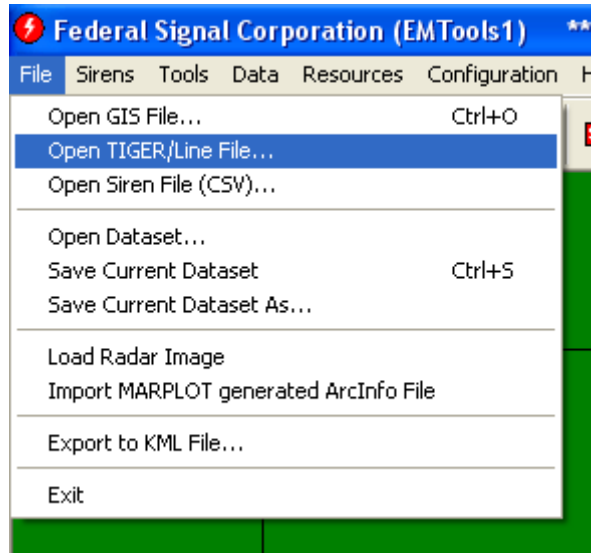 Federal Signal Corporation (EMTools1) **
File Sirens Tools Data Resources Configuration H
Open GIS File... Ctrl+O
Open TIGER/Line File...
Open Siren File (CSV)...
Open Dataset...
Save Current Dataset Ctrl+S
Save Current Dataset As...
Load Radar Image
Import MARPLOT generated ArcInfo File
Export to KML File...
Exit